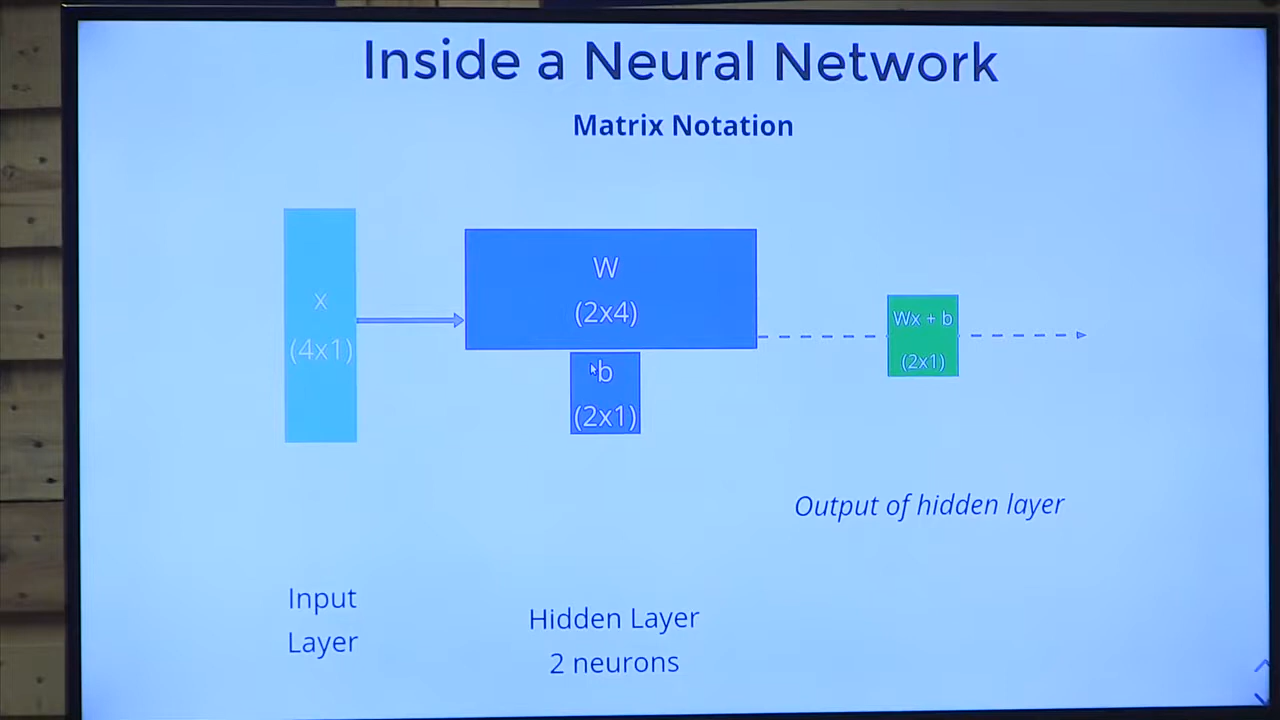 Inside a Neural Network
Matrix Notation
x
(4x1)
W
(2x4)
b
(2x1)
Wx + b
(2x1)
Output of hidden layer
Input
Layer
Hidden Layer
2 neurons